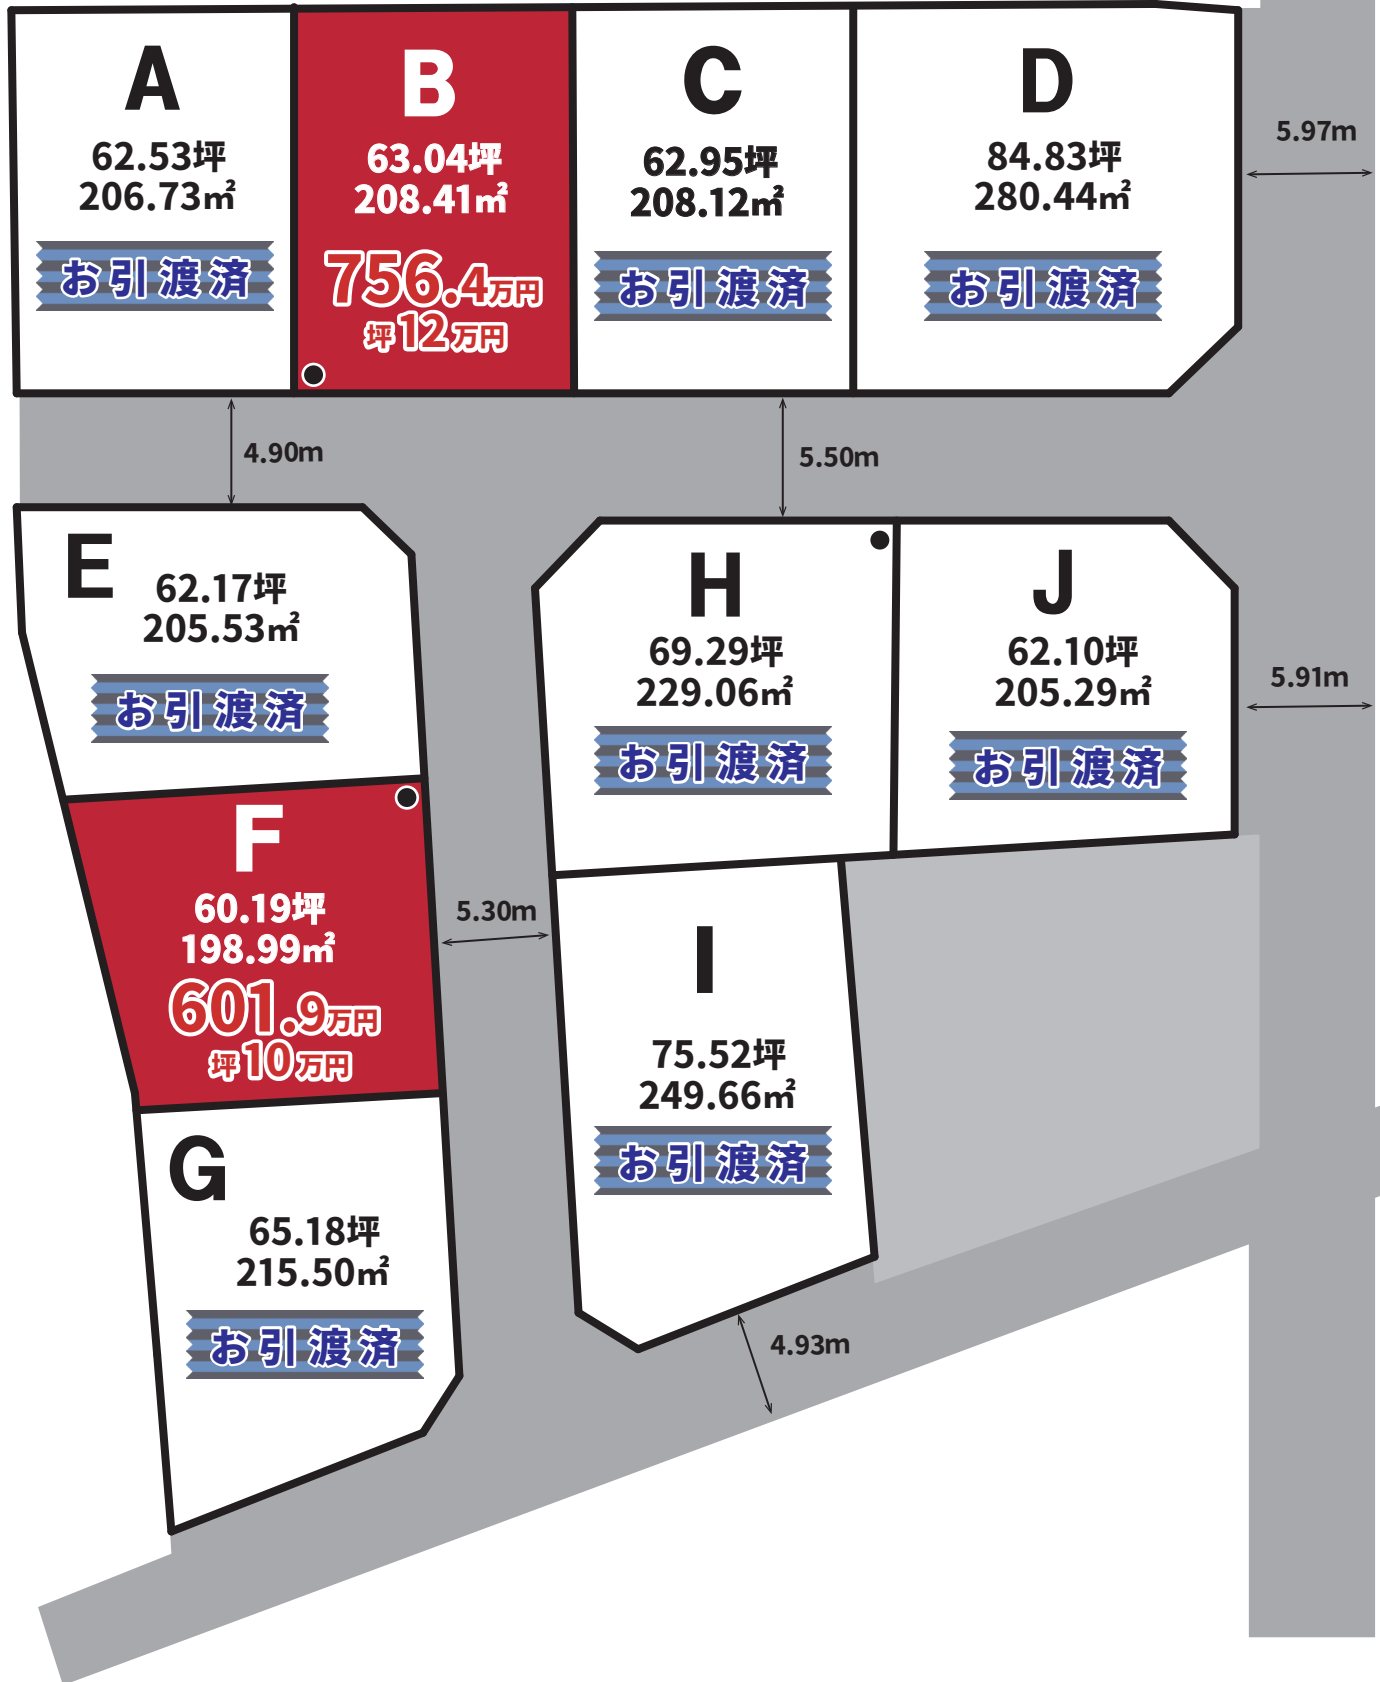 A
62.53坪
206.73㎡
お引渡済
B
63.04坪
208.41㎡
756.4万円
坪12万円
C
62.95坪
208.12㎡
お引渡済
D
84.83坪
280.44㎡
お引渡済
5.97m
4.90m
5.50m
E
62.17坪
205.53㎡
お引渡済
H
69.29坪
229.06㎡
お引渡済
J
62.10坪
205.29㎡
お引渡済
5.91m
F
60.19坪
198.99㎡
601.9万円
坪10万円
5.30m
I
75.52坪
249.66㎡
お引渡済
G
65.18坪
215.50㎡
お引渡済
4.93m